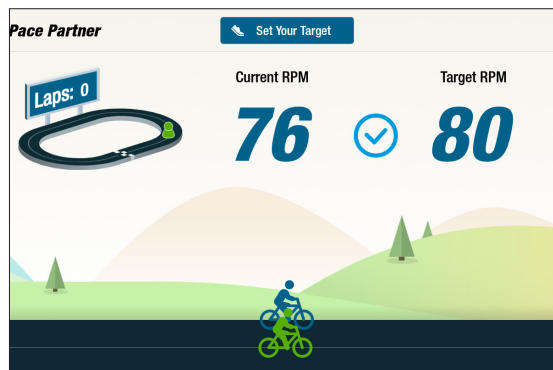 Pace Partner
Set Your Target
Laps: 0
Current RPM
Target RPM
76
80